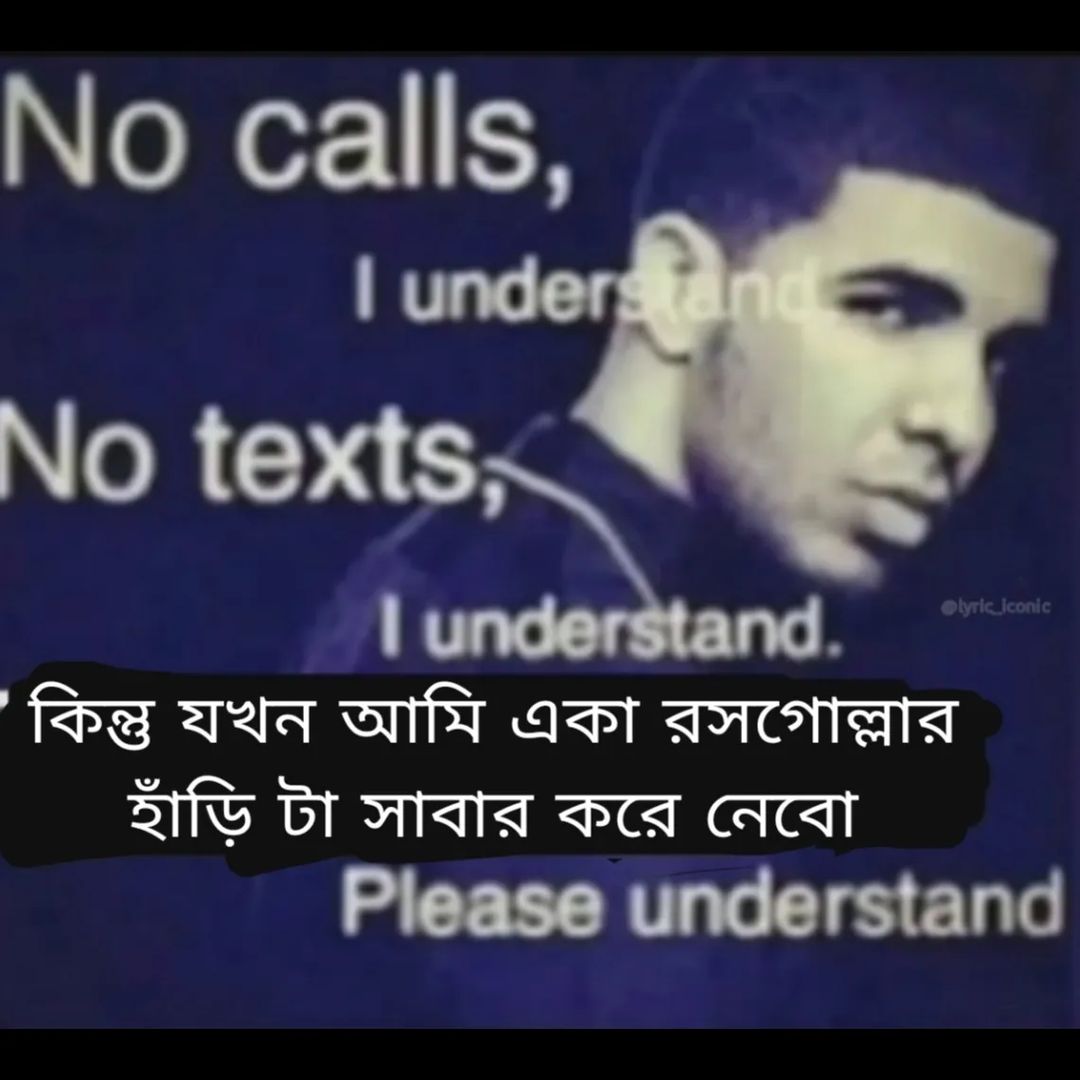 No calls,
I understand.
No texts,
I understand.
কিন্তু যখন আমি একা রসগোল্লার
হাঁড়ি টা সাবার করে নেবো
Please understand
@lyric_iconic